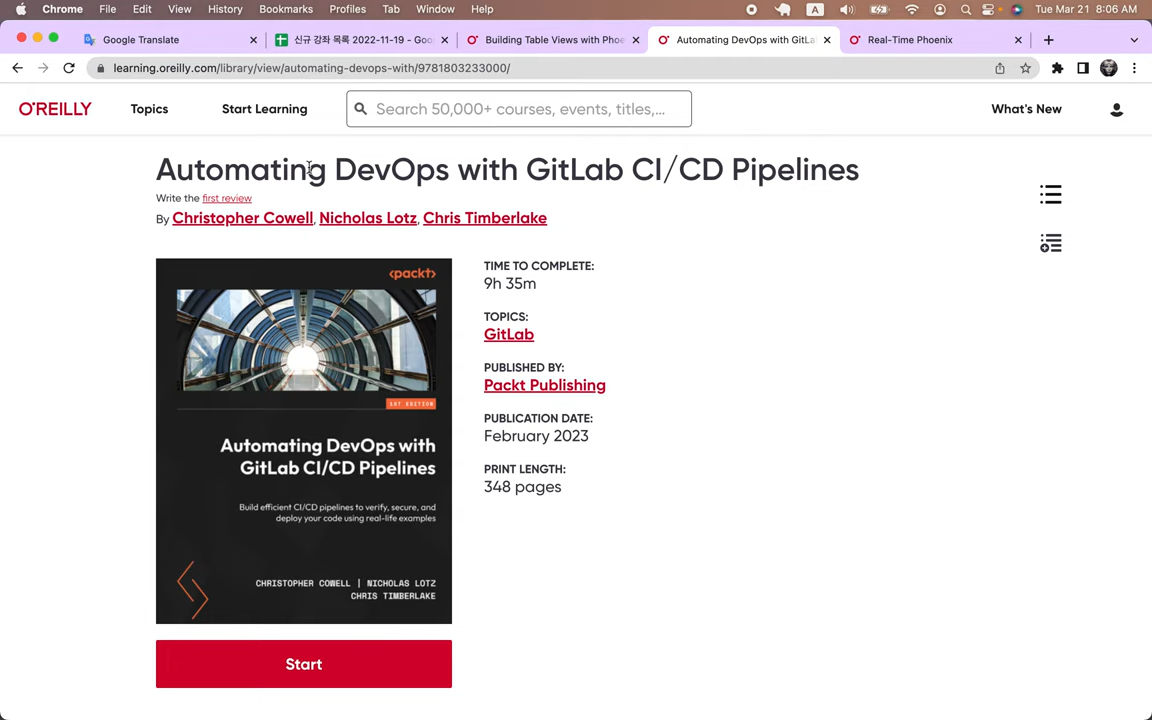 Chrome File Edit View History Bookmarks Profiles Tab Window Help A Tue Mar 21 8:06 AM
Google Translate 신규 강좌 목록 2022-11-19 - Goo Building Table Views with Phoe Automating DevOps with GitLa Real-Time Phoenix
learning.oreilly.com/library/view/automating-devops-with/9781803233000/
O'REILLY Topics Start Learning Search 50,000+ courses, events, titles,... What's New
Automating DevOps with GitLab CI/CD Pipelines
Write the first review
By Christopher Cowell, Nicholas Lotz, Chris Timberlake
<packt>
1ST EDITION
Automating DevOps with
GitLab CI/CD Pipelines
Build efficient CI/CD pipelines to verify, secure, and
deploy your code using real-life examples
CHRISTOPHER COWELL | NICHOLAS LOTZ
CHRIS TIMBERLAKE
TIME TO COMPLETE:
9h 35m
TOPICS:
GitLab
PUBLISHED BY:
Packt Publishing
PUBLICATION DATE:
February 2023
PRINT LENGTH:
348 pages
Start